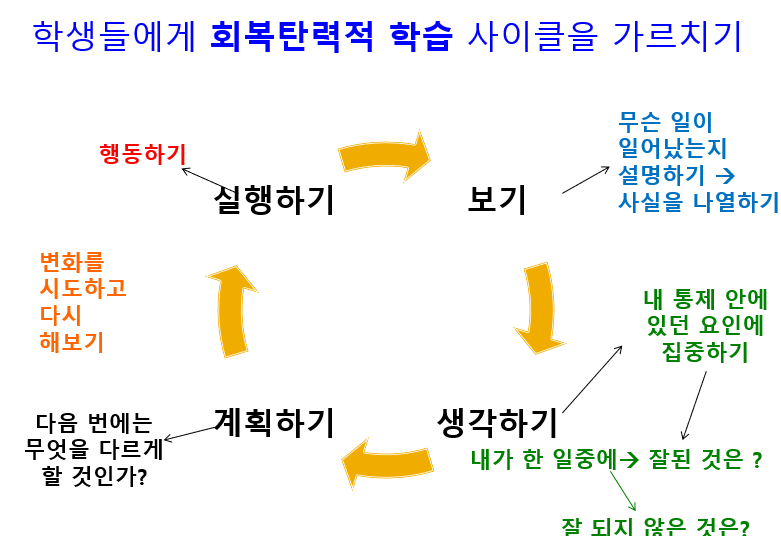 학생들에게 회복탄력적 학습 사이클을 가르치기
행동하기
실행하기
보기
무슨 일이
일어났는지
설명하기 →
사실을 나열하기
변화를
시도하고
다시
해보기
내 통제 안에
있던 요인에
집중하기
다음 번에는
무엇을 다르게
할 것인가?
계획하기
생각하기
내가 한 일중에→ 잘된 것은 ?
잘 되지 않은 것은?